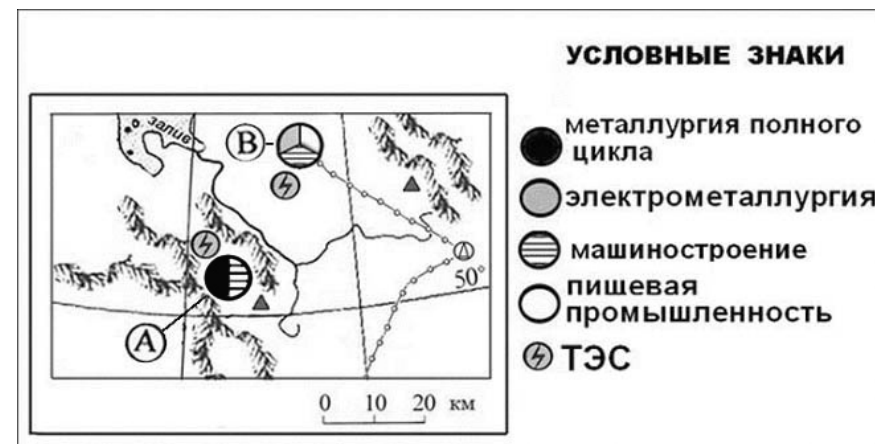 УСЛОВНЫЕ ЗНАКИ
залив
В
А
50°
0 10 20 км
металлургия полного
цикла
электрометаллургия
машиностроение
пищевая
промышленность
ТЭС